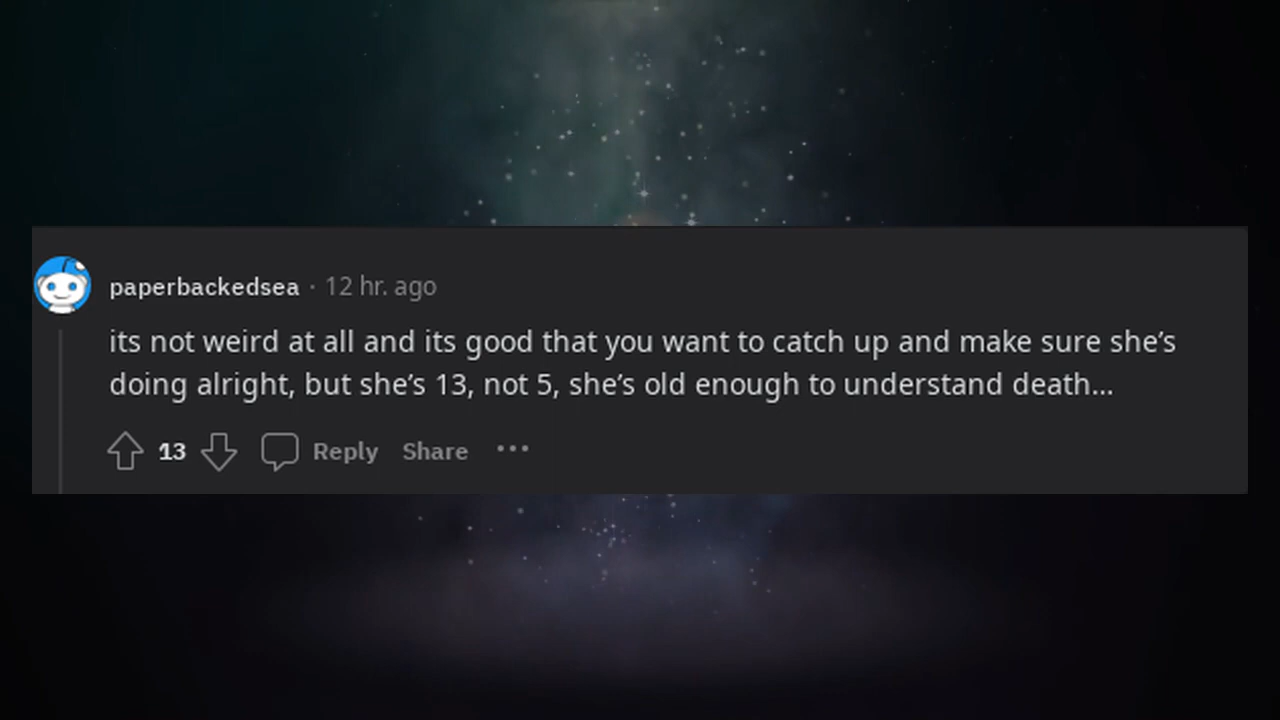 paperbackedsea · 12 hr. ago
its not weird at all and its good that you want to catch up and make sure she’s
doing alright, but she’s 13, not 5, she’s old enough to understand death...
13 Reply Share •••